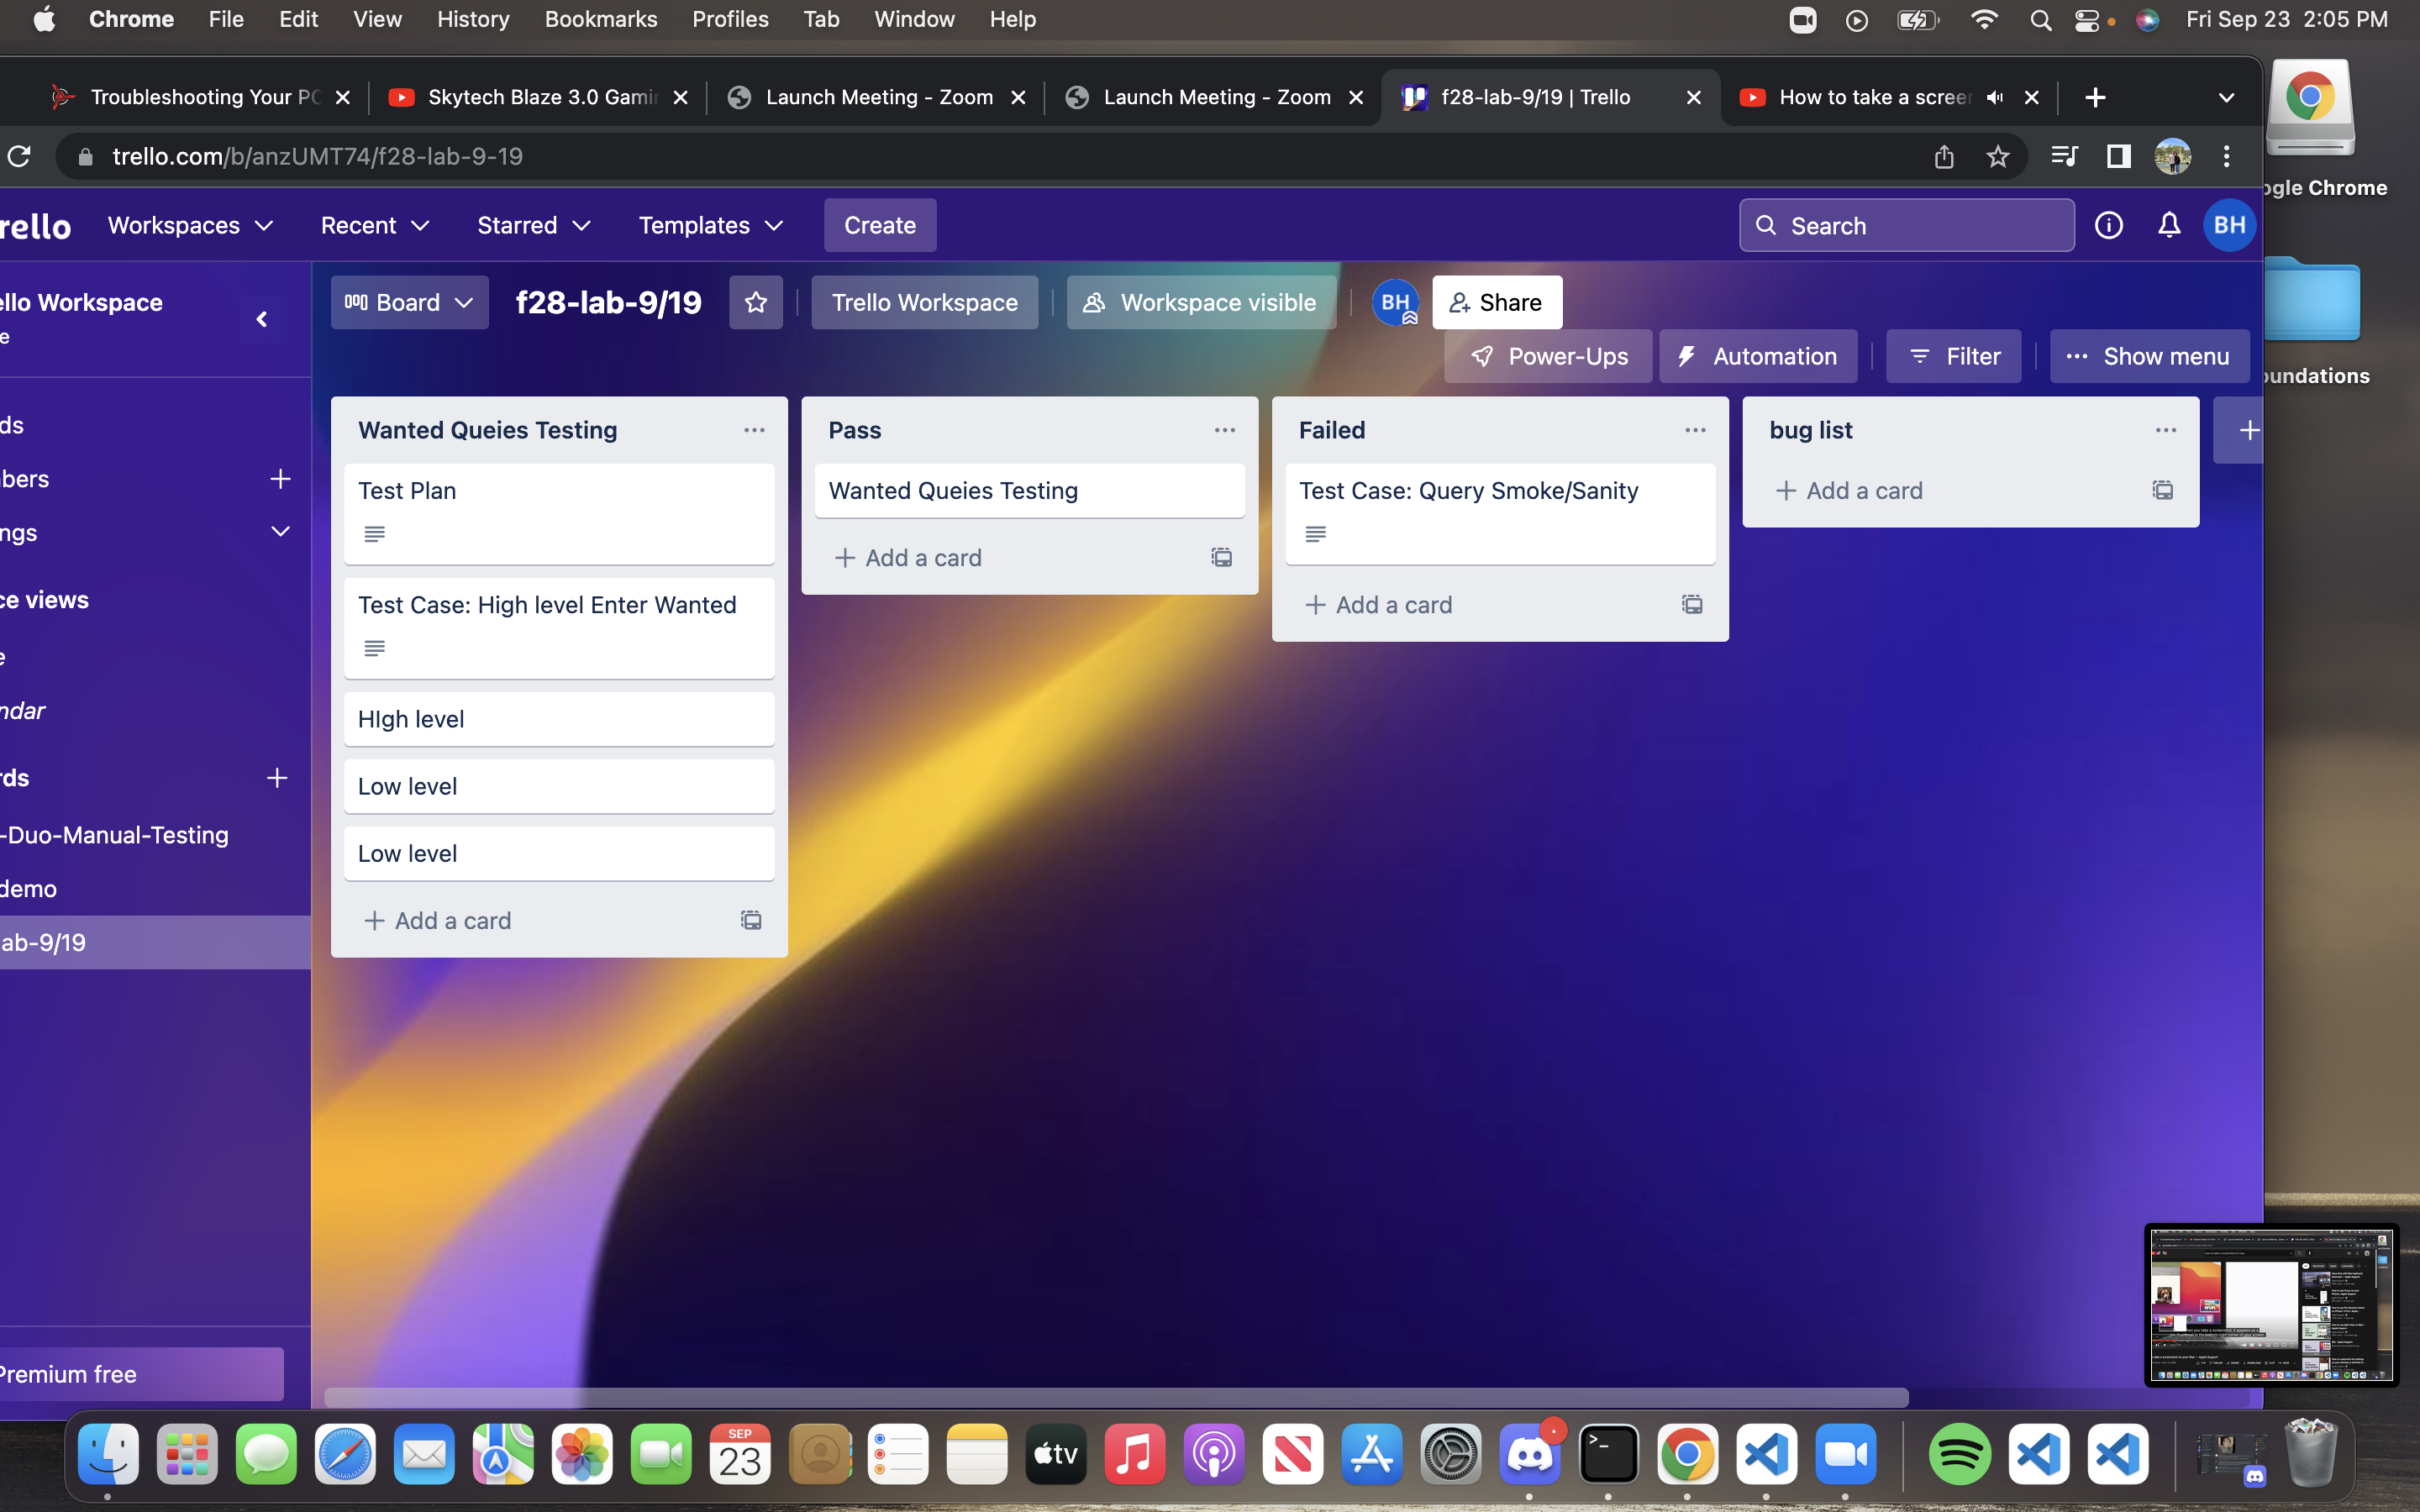 Chrome File Edit View History Bookmarks Profiles Tab Window Help Fri Sep 23 2:05 PM
Troubleshooting Your PC Skytech Blaze 3.0 Gamin Launch Meeting - Zoom Launch Meeting - Zoom f28-lab-9/19 | Trello How to take a screen
trello.com/b/anzUMT74/f28-lab-9-19
ogle Chrome
rello Workspaces Recent Starred Templates Create Search BH
ello Workspace
e
Board f28-lab-9/19 Trello Workspace Workspace visible BH Share
Power-Ups Automation Filter Show menu
oundations
ds
bers
ngs
ce views
e
ndar
rds
-Duo-Manual-Testing
demo
ab-9/19
Premium free
Wanted Queies Testing
Test Plan
Test Case: High level Enter Wanted
HIgh level
Low level
Low level
Add a card
Pass
Wanted Queies Testing
Add a card
Failed
Test Case: Query Smoke/Sanity
Add a card
bug list
Add a card
SEP
23
tv